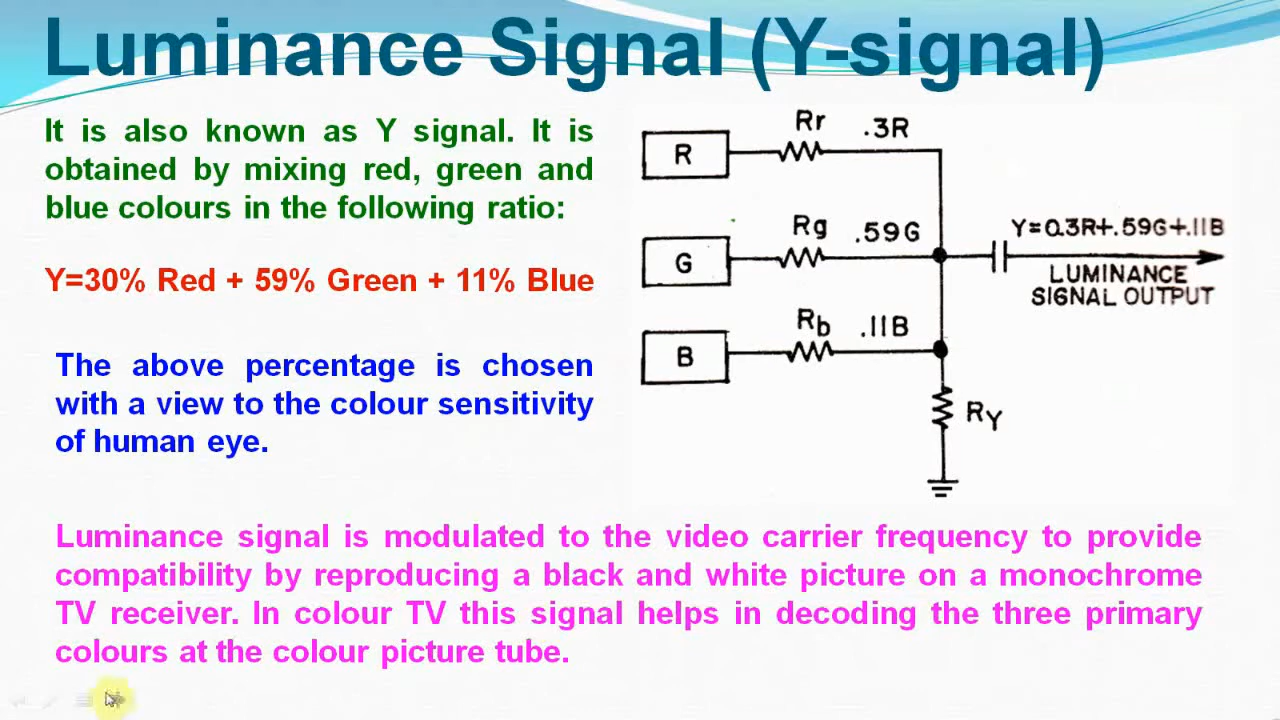 Luminance Signal (Y-signal)
It is also known as Y signal. It is
obtained by mixing red, green and
blue colours in the following ratio:
Y=30% Red + 59% Green + 11% Blue
The above percentage is chosen
with a view to the colour sensitivity
of human eye.
R
Rr
.3R
G
Rg
.59G
B
Rb
.11B
Y=0.3R+.59G+.11B
LUMINANCE
SIGNAL OUTPUT
RY
Luminance signal is modulated to the video carrier frequency to provide
compatibility by reproducing a black and white picture on a monochrome
TV receiver. In colour TV this signal helps in decoding the three primary
colours at the colour picture tube.